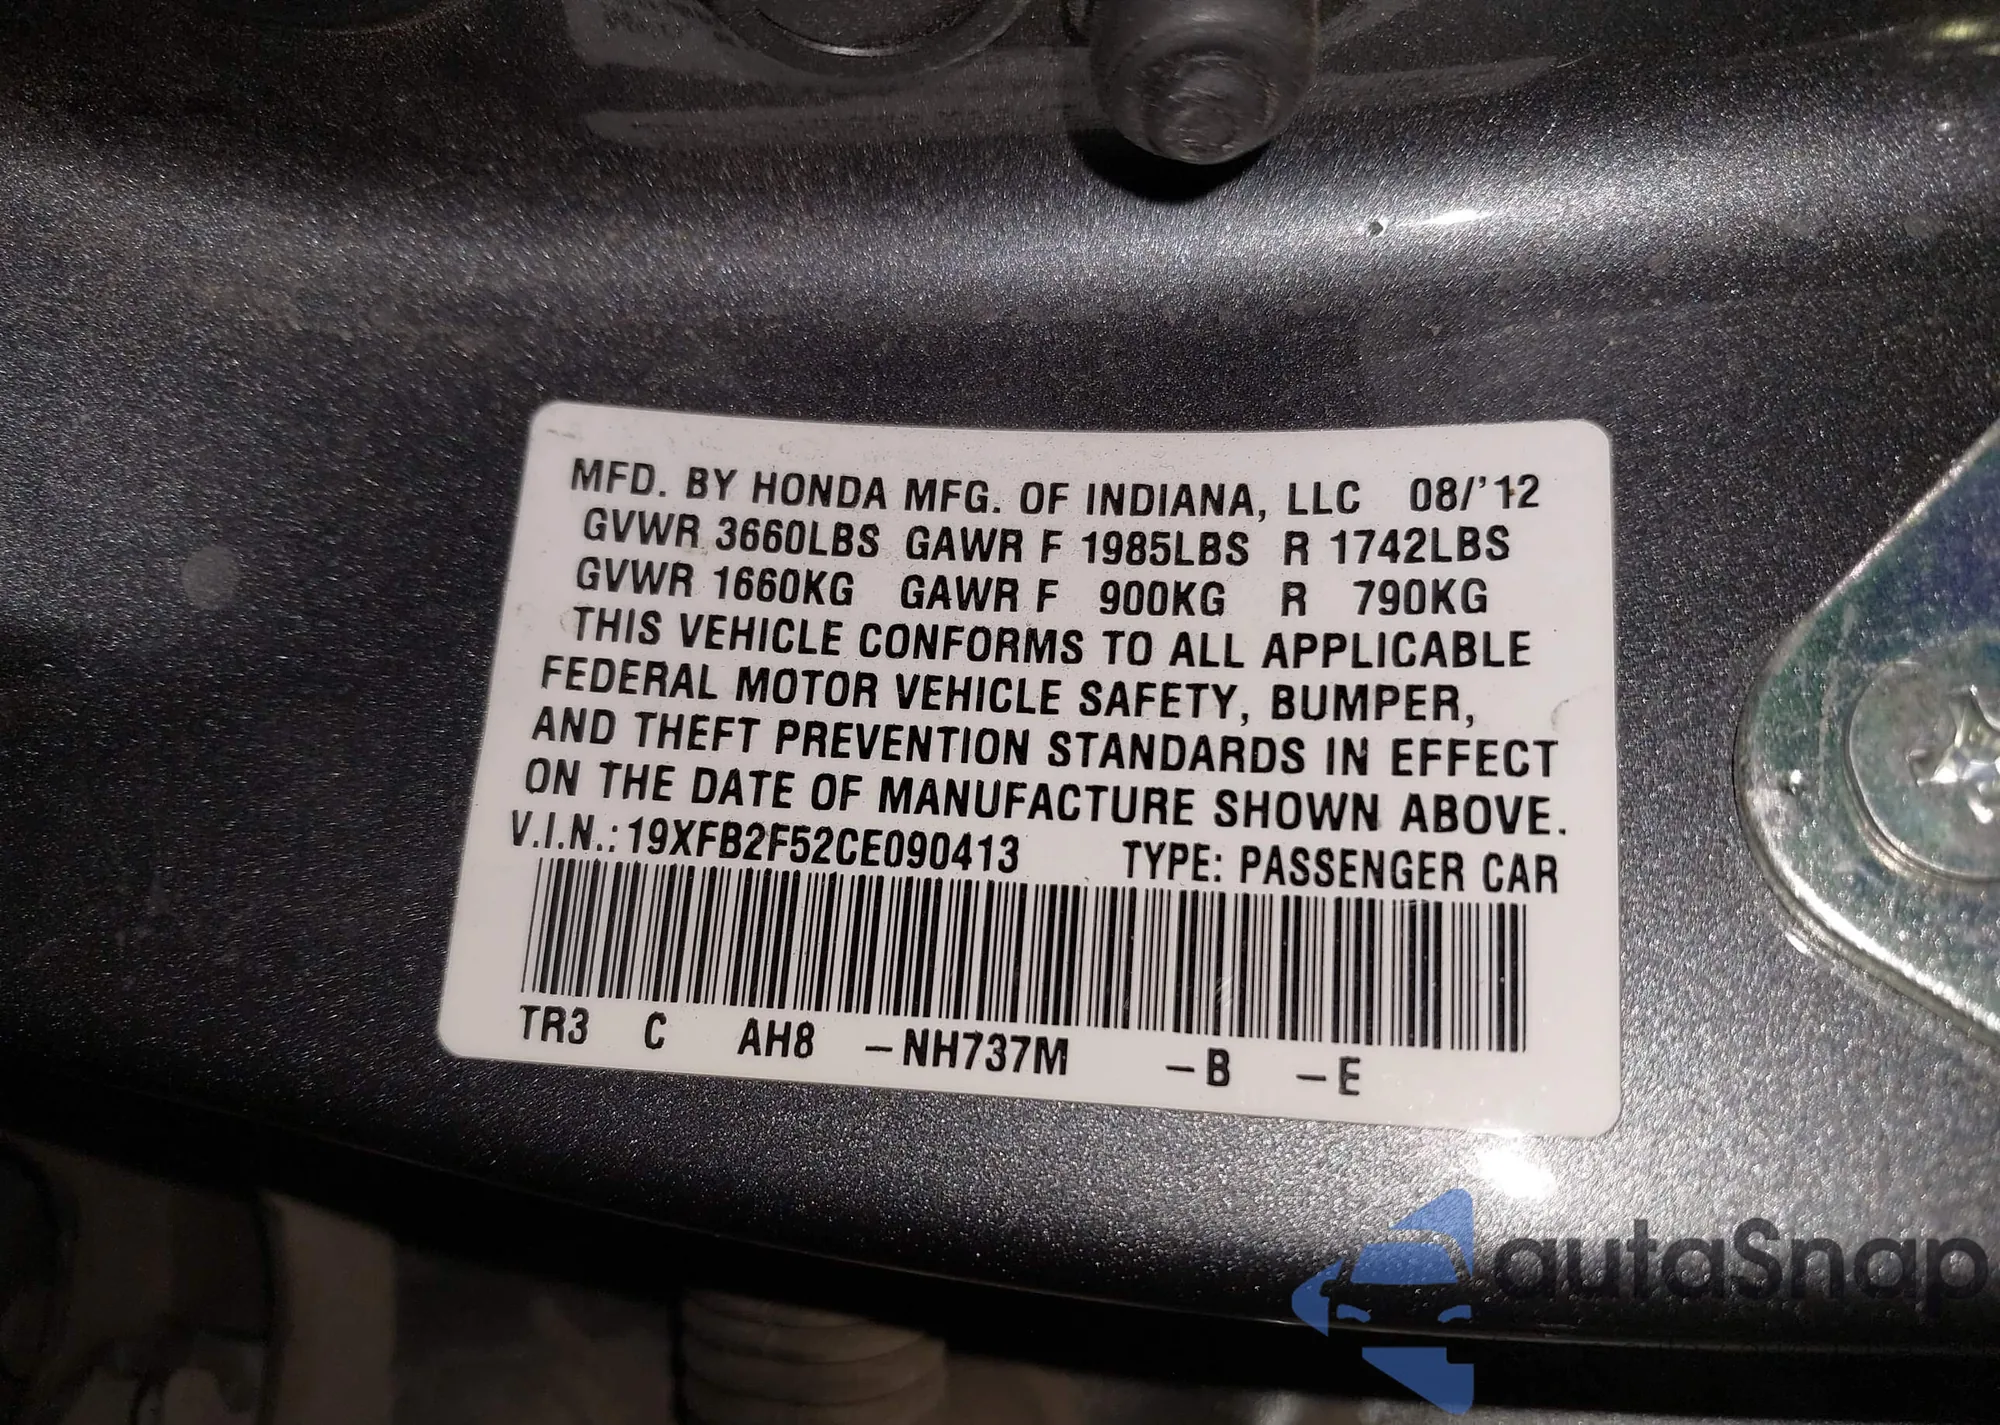 MFD. BY HONDA MFG. OF INDIANA, LLC 08/'12
GVWR 3660LBS GAWR F 1985LBS R 1742LBS
GVWR 1660KG GAWR F 900KG R 790KG
THIS VEHICLE CONFORMS TO ALL APPLICABLE
FEDERAL MOTOR VEHICLE SAFETY, BUMPER,
AND THEFT PREVENTION STANDARDS IN EFFECT
ON THE DATE OF MANUFACTURE SHOWN ABOVE.
V.I.N.: 19XFB2F52CE090413 TYPE: PASSENGER CAR
TR3 C AH8 -NH737M -B -E
autaSnap